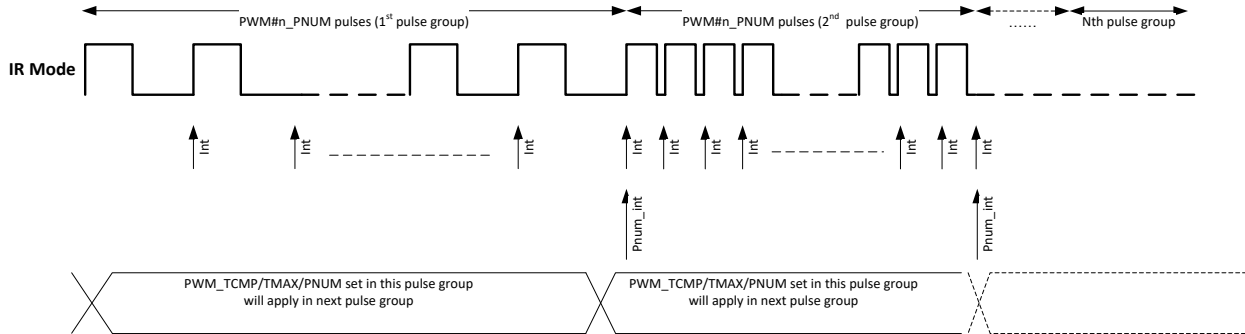 PWM#n_PNUM pulses (1st pulse group)
PWM#n_PNUM pulses (2nd pulse group)
......
Nth pulse group
IR Mode
Int
Int
Int
Int
Int
Int
Int
Int
Int
Int
Pnum_int
Pnum_int
PWM_TCMP/TMAX/PNUM set in this pulse group
will apply in next pulse group
PWM_TCMP/TMAX/PNUM set in this pulse group
will apply in next pulse group